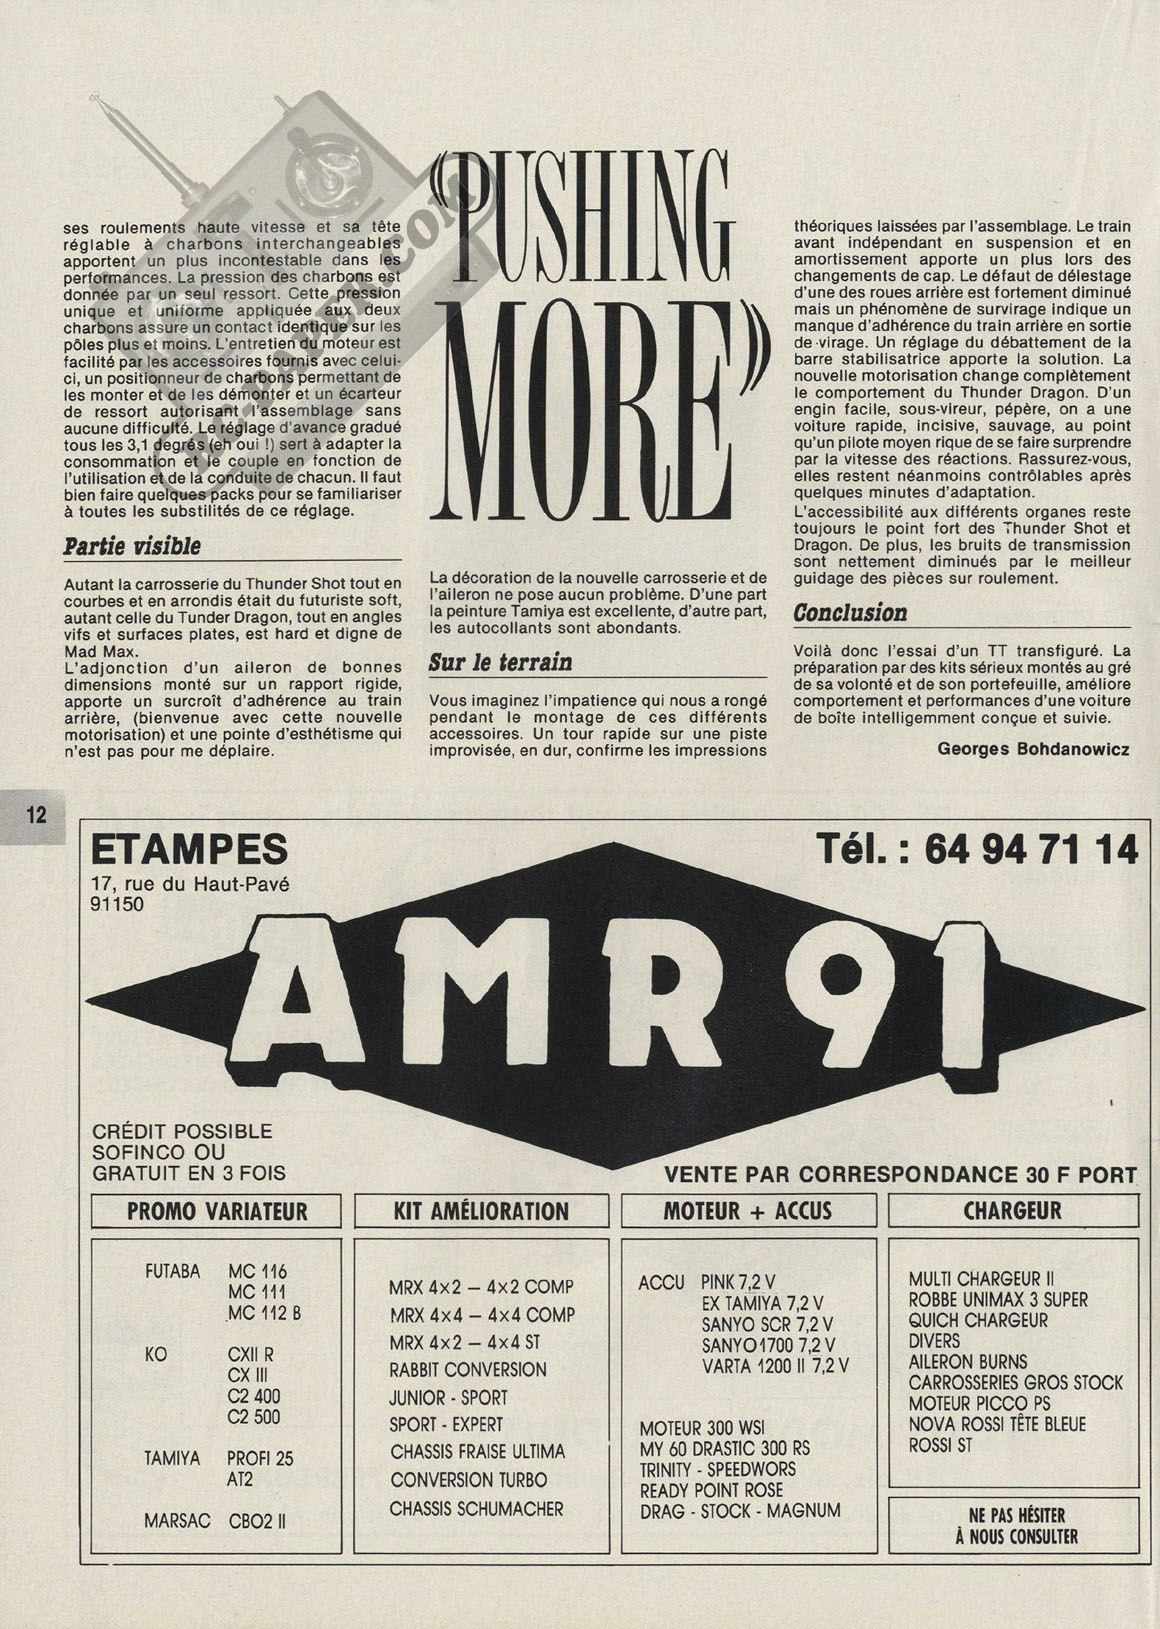 ses roulements haute vitesse et sa tête
réglable à charbons interchangeables
apportent un plus incontestable dans les
performances. La pression des charbons est
donnée par un seul ressort. Cette pression
unique et uniforme appliquée aux deux
charbons assure un contact identique sur les
pôles plus et moins. L'entretien du moteur est
facilité par les accessoires fournis avec celui-
ci, un positionneur de charbons permettant de
les monter et de les démonter et un écarteur
de ressort autorisant l'assemblage sans
aucune difficulté. Le réglage d'avance gradué
tous les 3,1 degrés (eh oui !) sert à adapter la
consommation et le couple en fonction de
l'utilisation et de la conduite de chacun. Il faut
bien faire quelques packs pour se familiariser
à toutes les substilités de ce réglage.
Partie visible
Autant la carrosserie du Thunder Shot tout en
courbes et en arrondis était du futuriste soft,
autant celle du Tunder Dragon, tout en angles
vifs et surfaces plates, est hard et digne de
Mad Max.
L'adjonction d'un aileron de bonnes
dimensions monté sur un rapport rigide,
apporte un surcroît d'adhérence au train
arrière, (bienvenue avec cette nouvelle
motorisation) et une pointe d'esthétisme qui
n'est pas pour me déplaire.
RC-PAPER.COM
"PUSHING
MORE"
La décoration de la nouvelle carrosserie et de
l'aileron ne pose aucun problème. D'une part
la peinture Tamiya est excellente, d'autre part,
les autocollants sont abondants.
Sur le terrain
Vous imaginez l'impatience qui nous a rongé
pendant le montage de ces différents
accessoires. Un tour rapide sur une piste
improvisée, en dur, confirme les impressions
théoriques laissées par l'assemblage. Le train
avant indépendant en suspension et en
amortissement apporte un plus lors des
changements de cap. Le défaut de délestage
d'une des roues arrière est fortement diminué
mais un phénomène de survirage indique un
manque d'adhérence du train arrière en sortie
de virage. Un réglage du débattement de la
barre stabilisatrice apporte la solution. La
nouvelle motorisation change complètement
le comportement du Thunder Dragon. D'un
engin facile, sous-vireur, pépère, on a une
voiture rapide, incisive, sauvage, au point
qu'un pilote moyen rique de se faire surprendre
par la vitesse des réactions. Rassurez-vous,
elles restent néanmoins contrôlables après
quelques minutes d'adaptation.
L'accessibilité aux différents organes reste
toujours le point fort des Thunder Shot et
Dragon. De plus, les bruits de transmission
sont nettement diminués par le meilleur
guidage des pièces sur roulement.
Conclusion
Voilà donc l'essai d'un TT transfiguré. La
préparation par des kits sérieux montés au gré
de sa volonté et de son portefeuille, améliore
comportement et performances d'une voiture
de boîte intelligemment conçue et suivie.
Georges Bohdanowicz
12
ETAMPES
17, rue du Haut-Pavé
91150
Tél. : 64 94 71 14
AMR 91
CRÉDIT POSSIBLE
SOFINCO OU
GRATUIT EN 3 FOIS
VENTE PAR CORRESPONDANCE 30 F PORT
PROMO VARIATEUR
FUTABA MC 116
MC 111
MC 112 B
KO CXII R
CX III
C2 400
C2 500
TAMIYA PROFI 25
AT2
MARSAC CBO2 II
KIT AMÉLIORATION
MRX 4×2 – 4×2 COMP
MRX 4×4 – 4×4 COMP
MRX 4×2 – 4×4 ST
RABBIT CONVERSION
JUNIOR - SPORT
SPORT - EXPERT
CHASSIS FRAISE ULTIMA
CONVERSION TURBO
CHASSIS SCHUMACHER
MOTEUR + ACCUS
ACCU PINK 7,2 V
EX TAMIYA 7,2 V
SANYO SCR 7,2 V
SANYO 1700 7,2 V
VARTA 1200 II 7,2 V
MOTEUR 300 WSI
MY 60 DRASTIC 300 RS
TRINITY - SPEEDWORS
READY POINT ROSE
DRAG - STOCK - MAGNUM
CHARGEUR
MULTI CHARGEUR II
ROBBE UNIMAX 3 SUPER
QUICH CHARGEUR
DIVERS
AILERON BURNS
CARROSSERIES GROS STOCK
MOTEUR PICCO PS
NOVA ROSSI TÊTE BLEUE
ROSSI ST
NE PAS HÉSITER
À NOUS CONSULTER